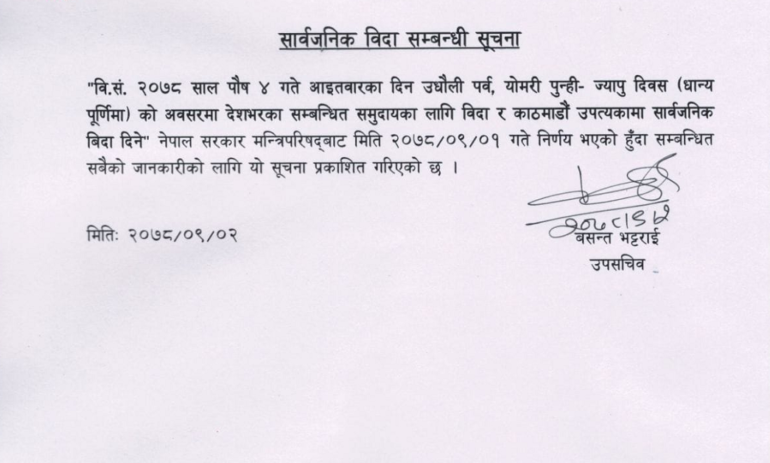 सार्वजनिक विदा सम्बन्धी सूचना
"वि.सं. २०७८ साल पौष ४ गते आइतवारका दिन उधौली पर्व, योमरी पुन्ही- ज्यापु दिवस (धान्य
पूर्णिमा) को अवसरमा देशभरका सम्बन्धित समुदायका लागि विदा र काठमाडौं उपत्यकामा सार्वजनिक
बिदा दिने" नेपाल सरकार मन्त्रिपरिषद्बाट मिति २०७८/०९/०१ गते निर्णय भएको हुँदा सम्बन्धित
सबैको जानकारीको लागि यो सूचना प्रकाशित गरिएको छ ।
मितिः २०७८/०९/०२
२०७८।९।२
बसन्त भट्टराई
उपसचिव